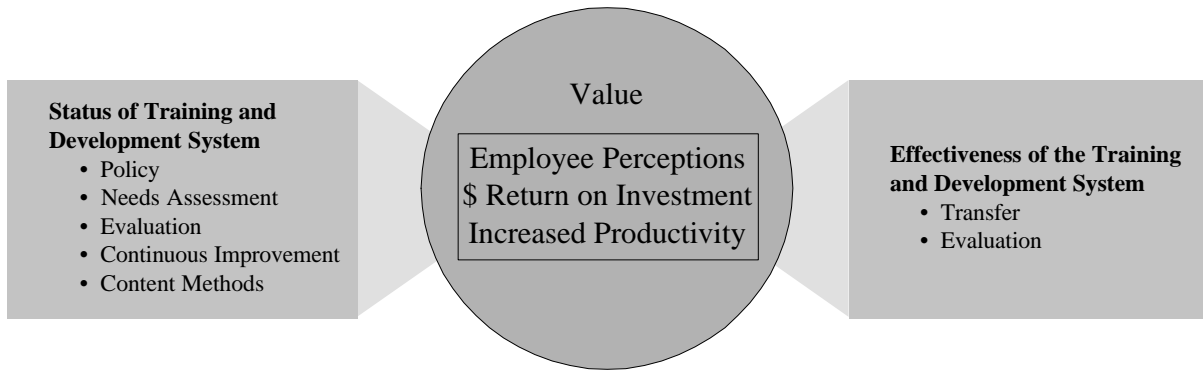 Status of Training and
Development System
• Policy
• Needs Assessment
• Evaluation
• Continuous Improvement
• Content Methods
Value
Employee Perceptions
$ Return on Investment
Increased Productivity
Effectiveness of the Training
and Development System
• Transfer
• Evaluation